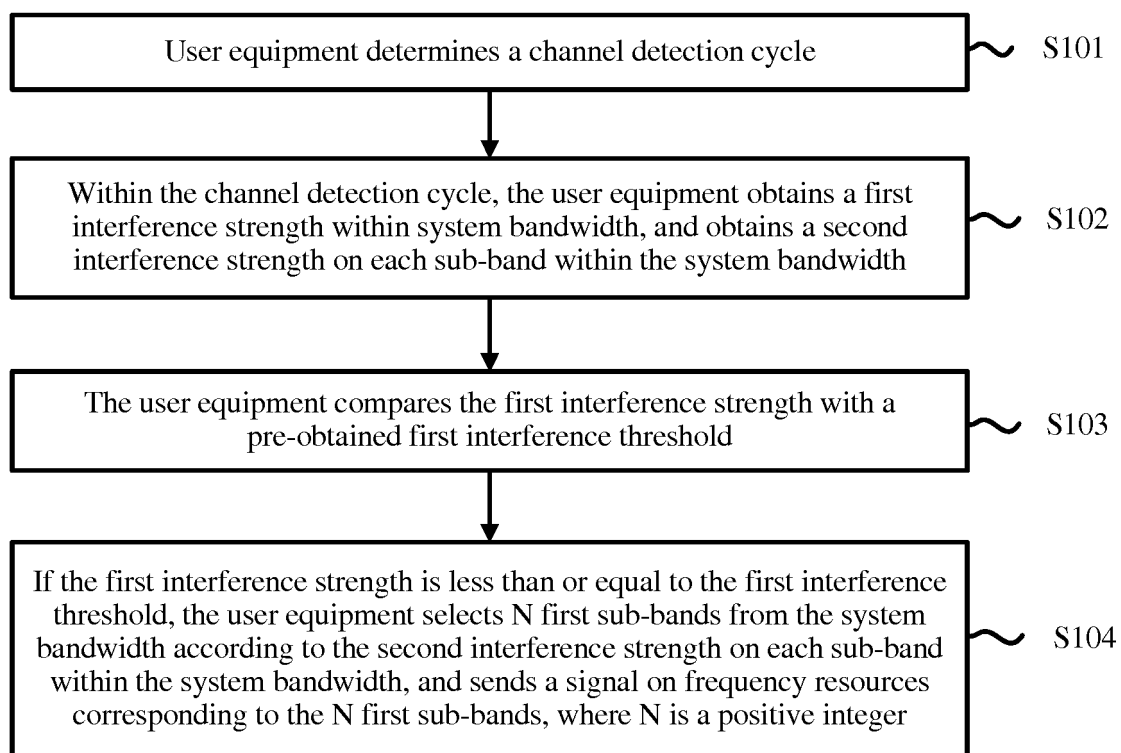 User equipment determines a channel detection cycle
S101
Within the channel detection cycle, the user equipment obtains a first
interference strength within system bandwidth, and obtains a second
interference strength on each sub-band within the system bandwidth
S102
The user equipment compares the first interference strength with a
pre-obtained first interference threshold
S103
If the first interference strength is less than or equal to the first interference
threshold, the user equipment selects N first sub-bands from the system
bandwidth according to the second interference strength on each sub-band
within the system bandwidth, and sends a signal on frequency resources
corresponding to the N first sub-bands, where N is a positive integer
S104